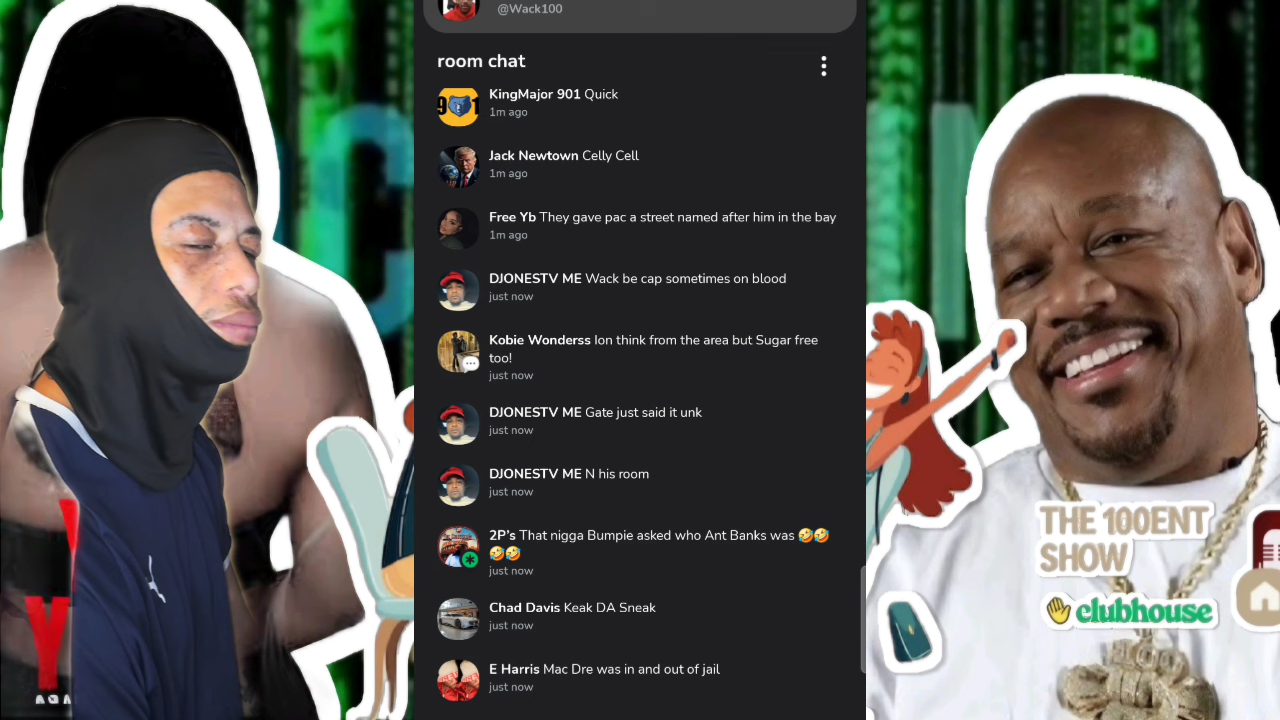 @Wack100
room chat
KingMajor 901 Quick
1m ago
Jack Newtown Celly Cell
1m ago
Free Yb They gave pac a street named after him in the bay
1m ago
DJONESTV ME Wack be cap sometimes on blood
just now
Kobie Wonderss Ion think from the area but Sugar free
too!
just now
DJONESTV ME Gate just said it unk
just now
DJONESTV ME N his room
just now
2P's That nigga Bumpie asked who Ant Banks was 🤣🤣
🤣🤣
just now
Chad Davis Keak DA Sneak
just now
E Harris Mac Dre was in and out of jail
just now
THE 100ENT
SHOW
clubhouse